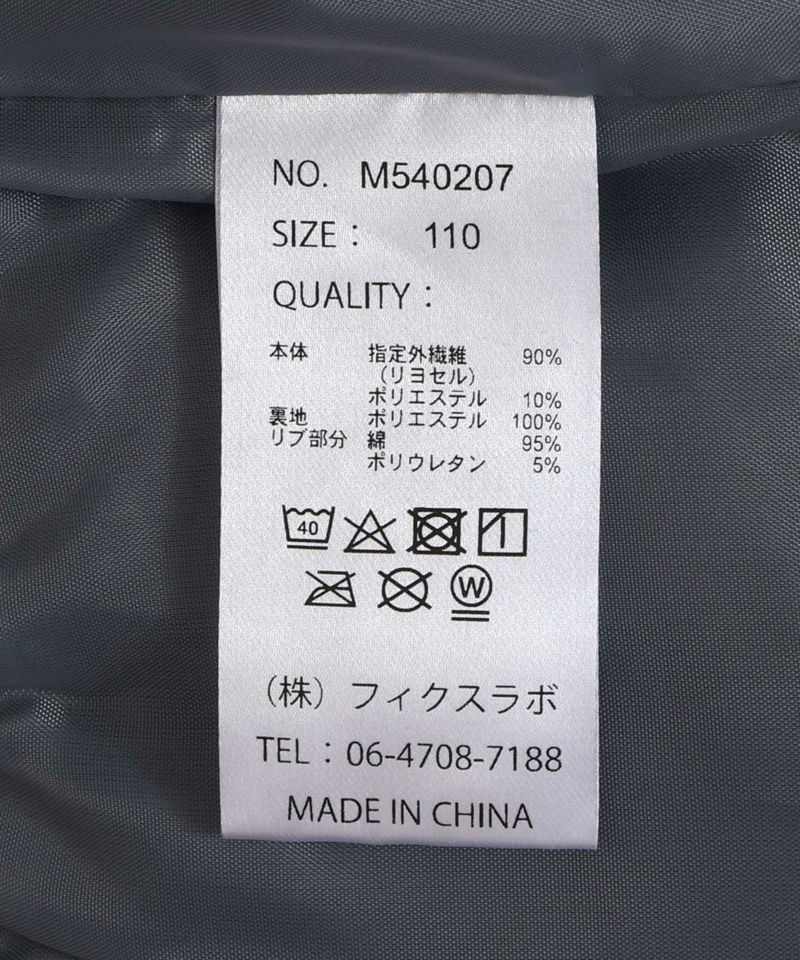 NO. M540207
SIZE： 110
QUALITY：
本体 指定外繊維 90%
（リヨセル）
ポリエステル 10%
裏地 ポリエステル 100%
リブ部分 綿 95%
ポリウレタン 5%
40
W
（株）フィクスラボ
TEL：06-4708-7188
MADE IN CHINA